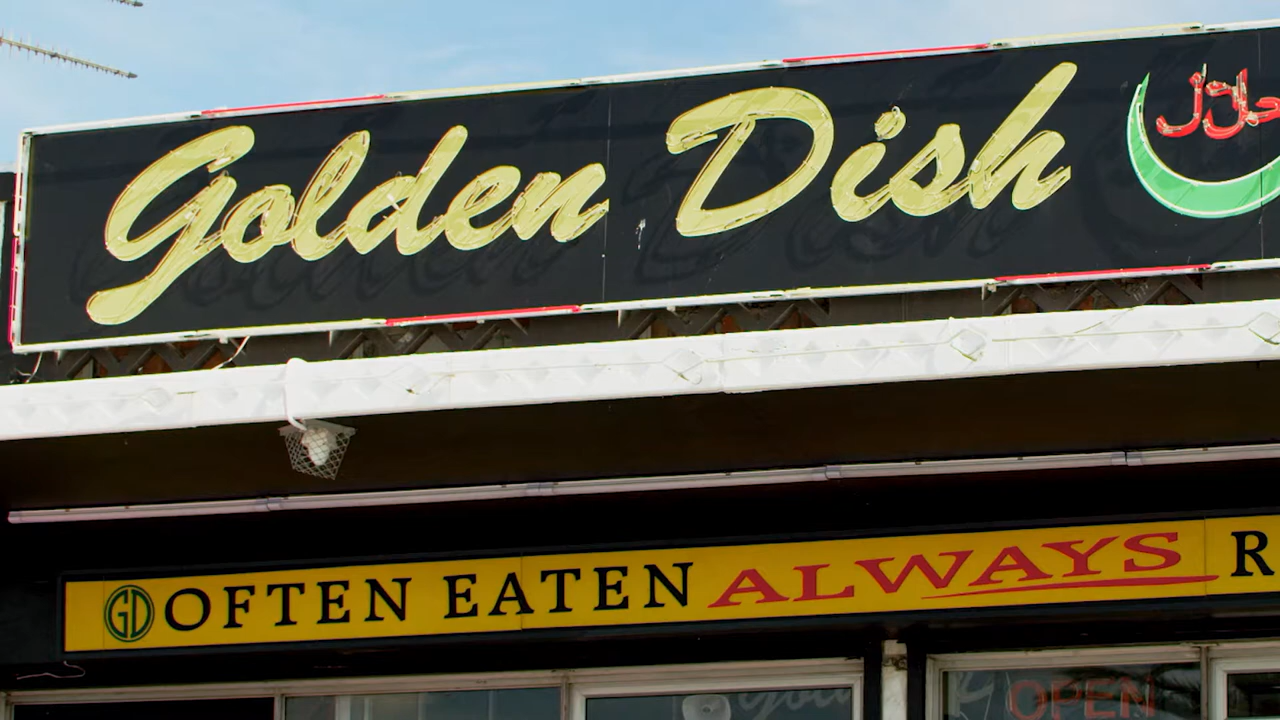 Golden Dish
حلال
GD OFTEN EATEN ALWAYS R
OPEN